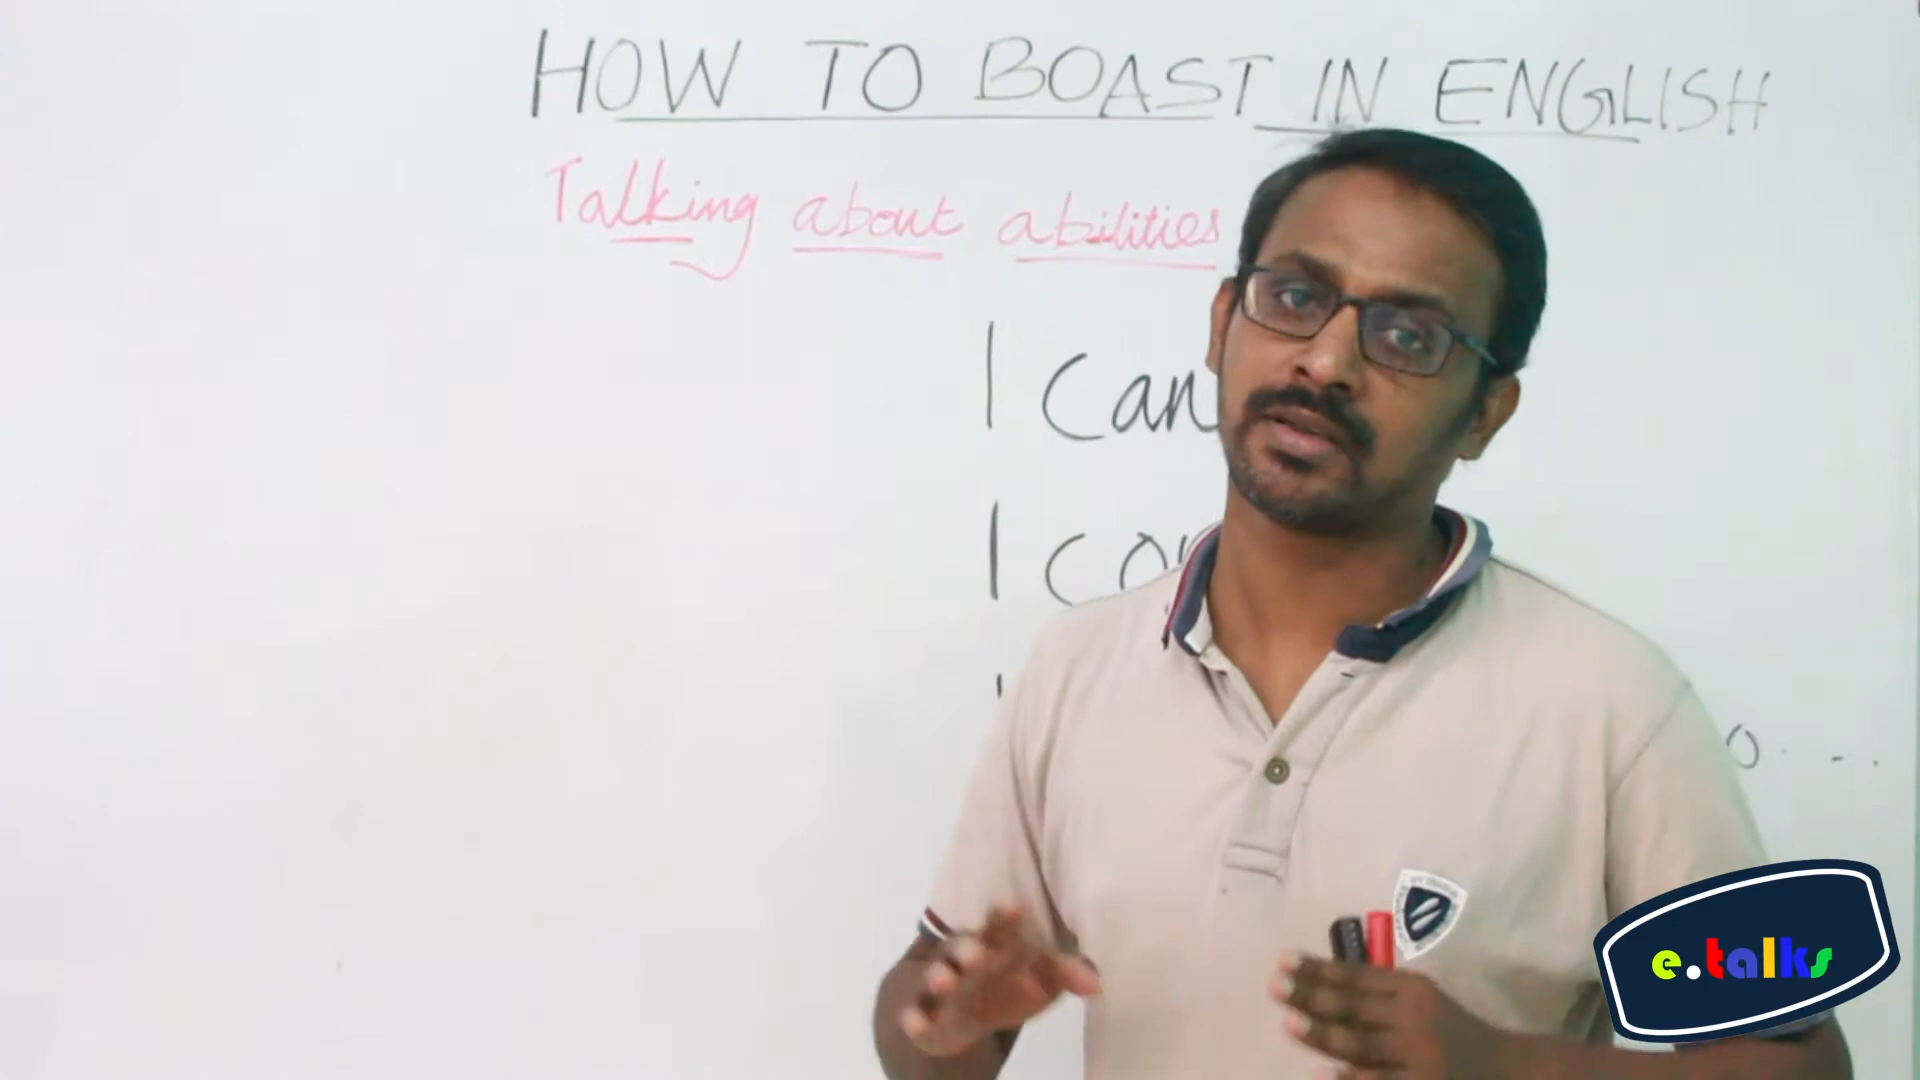 HOW TO BOAST IN ENGLISH
Talking about abilities
I can
I
e.talks